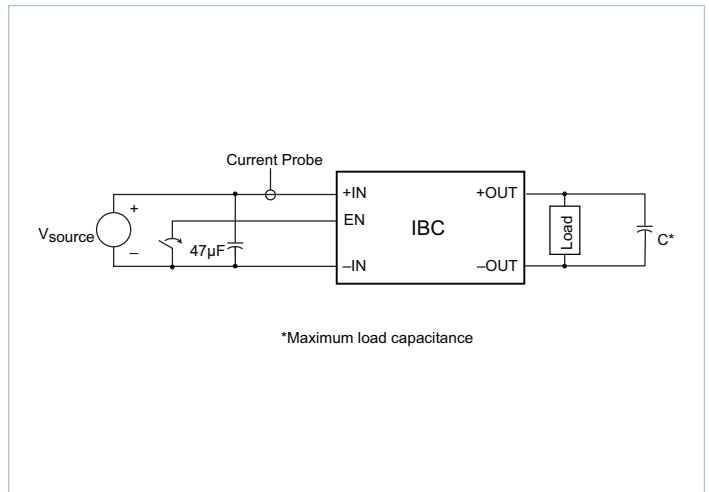 Current Probe
+IN
+OUT
EN
IBC
Vsource
+
–
47µF
Load
C*
–IN
–OUT
*Maximum load capacitance